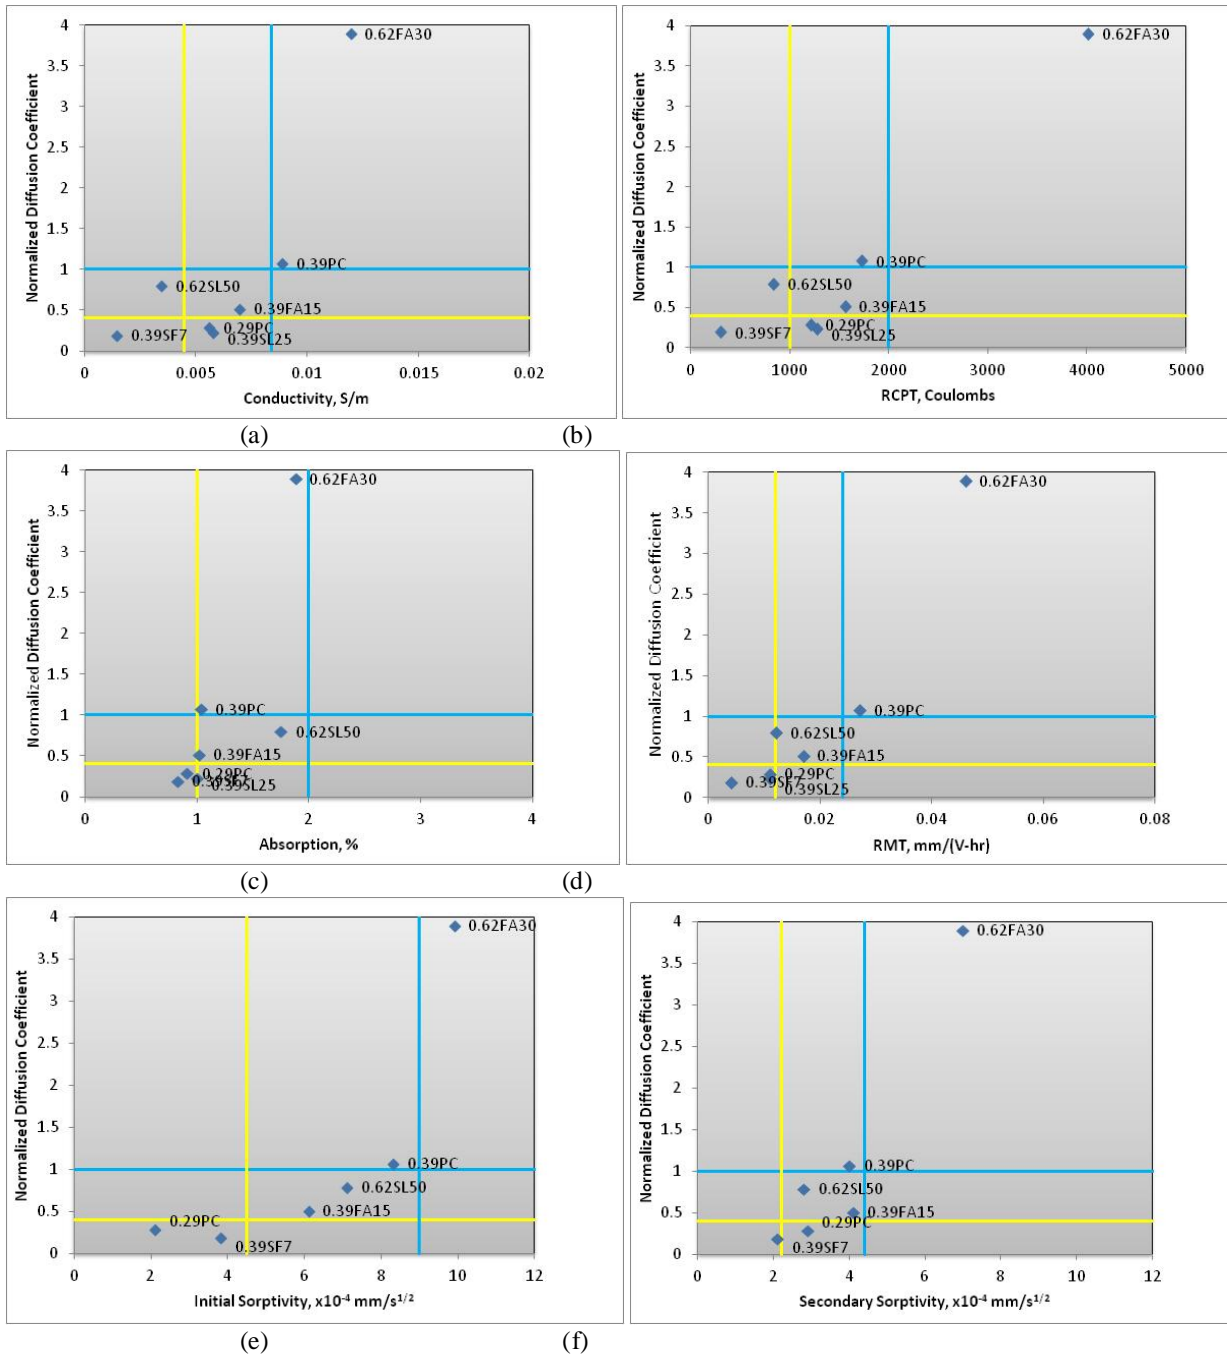 Normalized Diffusion Coefficient
4
3.5
3
2.5
2
1.5
1
0.5
0
0.62FA30
0.39PC
0.62SL50
0.39FA15
0.29PC
0.39SF7
0.39SL25
0
0.005
0.01
0.015
0.02
Conductivity, S/m
Normalized Diffusion Coefficient
4
3.5
3
2.5
2
1.5
1
0.5
0
0.62FA30
0.39PC
0.62SL50
0.39FA15
0.29PC
0.39SF7
0.39SL25
0
1000
2000
3000
4000
5000
RCPT, Coulombs
(a)
(b)
Normalized Diffusion Coefficient
4
3.5
3
2.5
2
1.5
1
0.5
0
0.62FA30
0.39PC
0.62SL50
0.39FA15
0.29PC
0.39SF7
0.39SL25
0
1
2
3
4
Absorption, %
Normalized Diffusion Coefficient
4
3.5
3
2.5
2
1.5
1
0.5
0
0.62FA30
0.39PC
0.62SL50
0.39FA15
0.29PC
0.39SF7
0.39SL25
0
0.02
0.04
0.06
0.08
RMT, mm/(V-hr)
(c)
(d)
Normalized Diffusion Coefficient
4
3.5
3
2.5
2
1.5
1
0.5
0
0.62FA30
0.39PC
0.62SL50
0.39FA15
0.29PC
0.39SF7
0
2
4
6
8
10
12
Initial Sorptivity, x10⁻⁴ mm/s¹ᐟ²
Normalized Diffusion Coefficient
4
3.5
3
2.5
2
1.5
1
0.5
0
0.62FA30
0.39PC
0.62SL50
0.39FA15
0.29PC
0.39SF7
0
2
4
6
8
10
12
Secondary Sorptivity, x10⁻⁴ mm/s¹ᐟ²
(e)
(f)